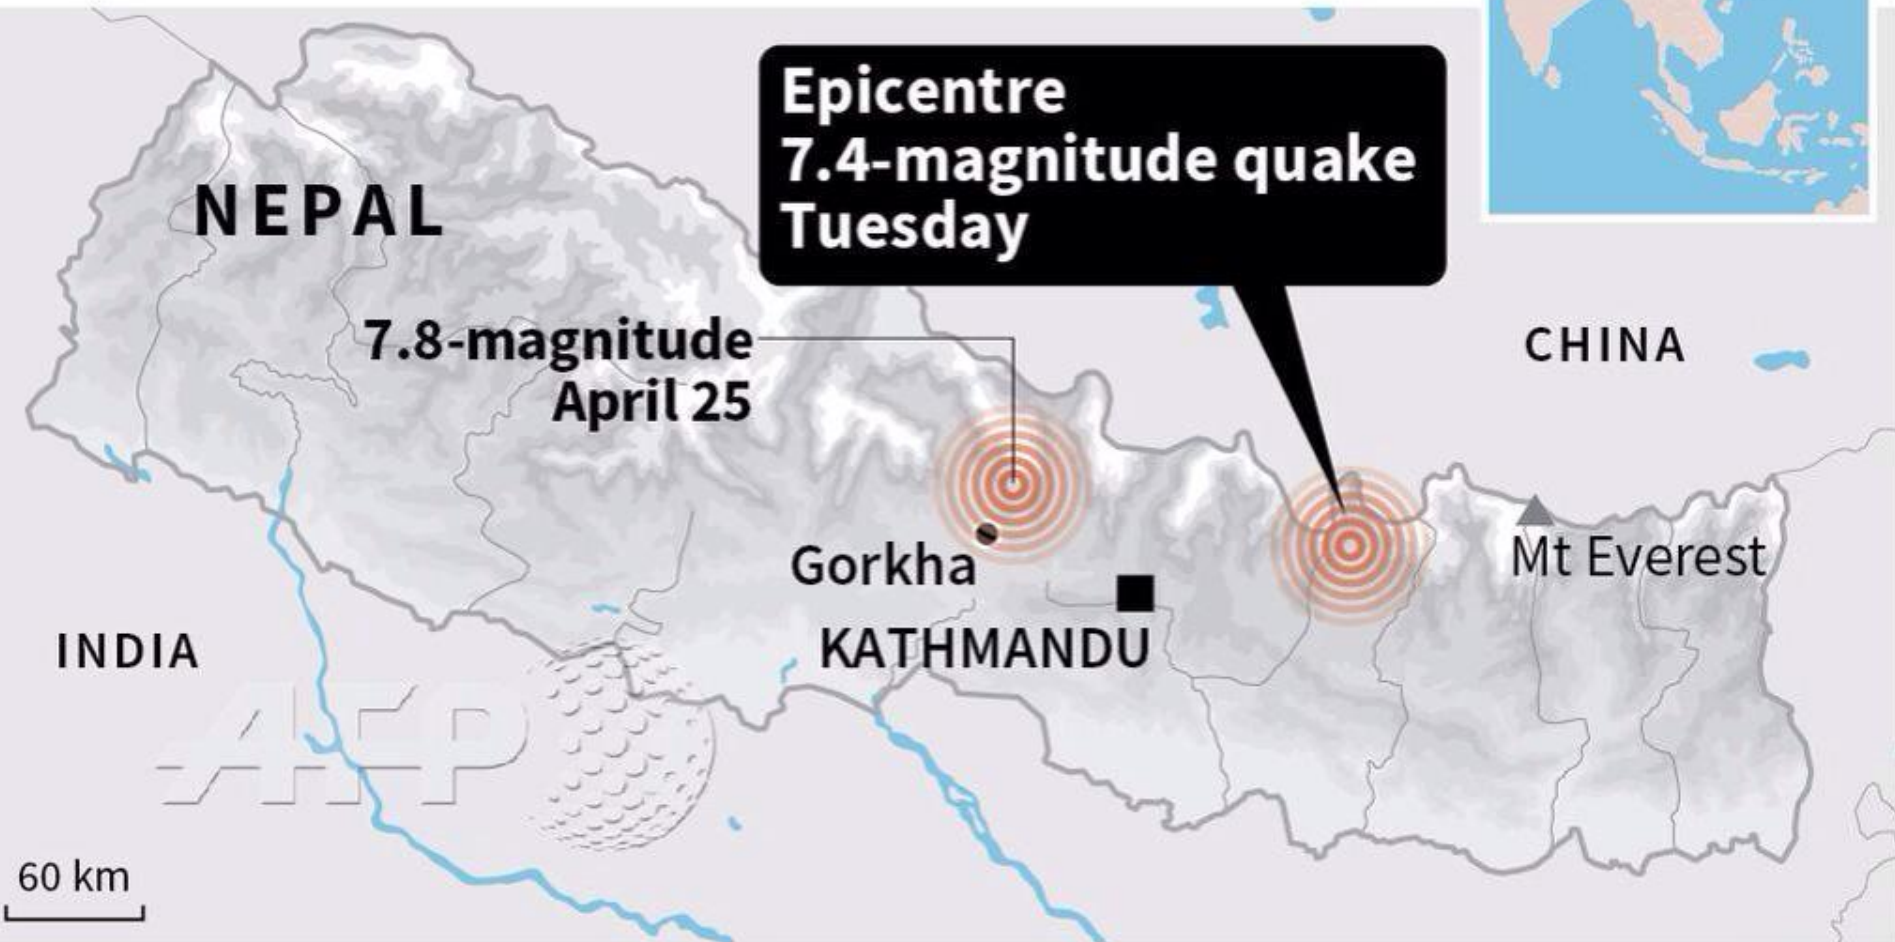 Epicentre
7.4-magnitude quake
Tuesday
NEPAL
7.8-magnitude
April 25
CHINA
Gorkha
Mt Everest
KATHMANDU
INDIA
AFP
60 km